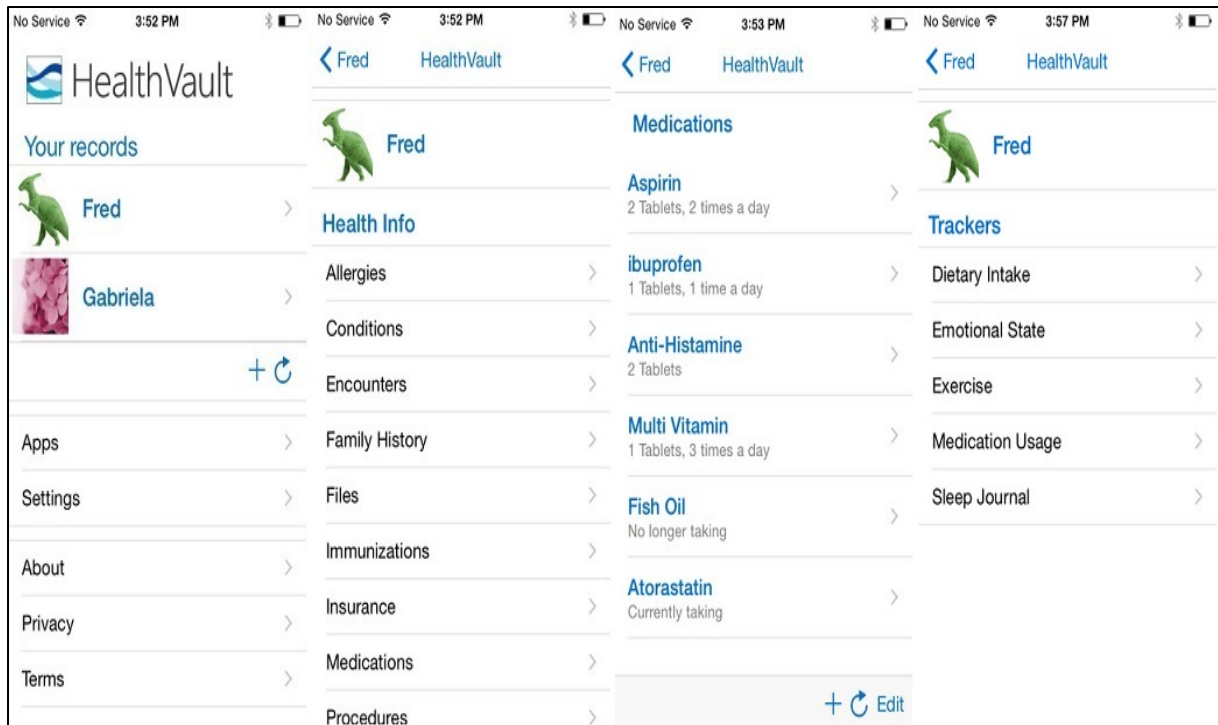 No Service 3:52 PM
HealthVault
Your records
Fred
Gabriela
+
Apps
Settings
About
Privacy
Terms
No Service 3:52 PM
Fred HealthVault
Fred
Health Info
Allergies
Conditions
Encounters
Family History
Files
Immunizations
Insurance
Medications
Procedures
No Service 3:53 PM
Fred HealthVault
Medications
Aspirin
2 Tablets, 2 times a day
ibuprofen
1 Tablets, 1 time a day
Anti-Histamine
2 Tablets
Multi Vitamin
1 Tablets, 3 times a day
Fish Oil
No longer taking
Atorastatin
Currently taking
+ Edit
No Service 3:57 PM
Fred HealthVault
Fred
Trackers
Dietary Intake
Emotional State
Exercise
Medication Usage
Sleep Journal